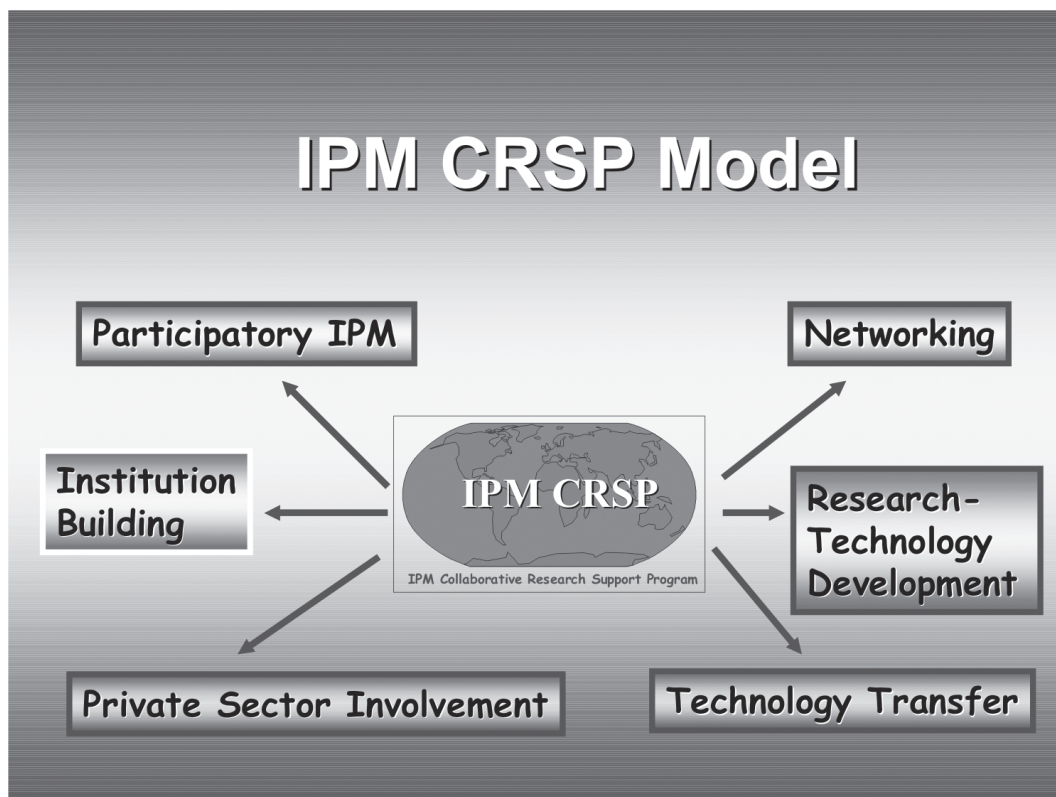 IPM CRSP Model
Participatory IPM
Networking
Institution
Building
IPM CRSP
IPM Collaborative Research Support Program
Research-
Technology
Development
Private Sector Involvement
Technology Transfer